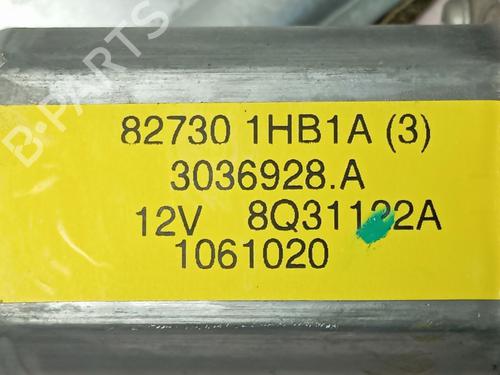 B-PARTS
82730 1HB1A (3)
3036928.A
12V 8Q31122A
1061020